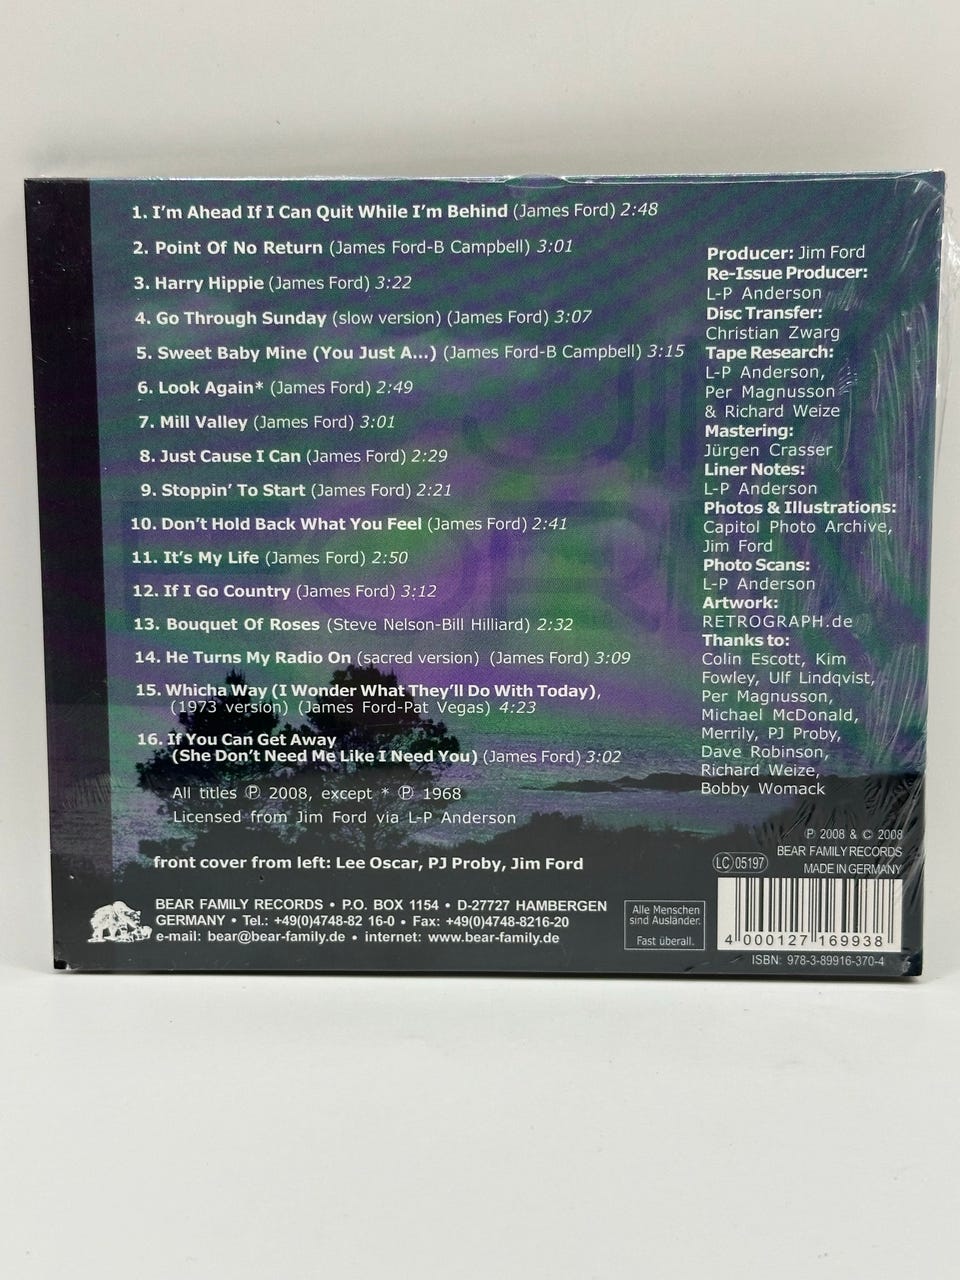 1. I'm Ahead If I Can Quit While I'm Behind (James Ford) 2:48
2. Point Of No Return (James Ford-B Campbell) 3:01
3. Harry Hippie (James Ford) 3:22
4. Go Through Sunday (slow version) (James Ford) 3:07
5. Sweet Baby Mine (You Just A...) (James Ford-B Campbell) 3:15
6. Look Again* (James Ford) 2:49
7. Mill Valley (James Ford) 3:01
8. Just Cause I Can (James Ford) 2:29
9. Stoppin' To Start (James Ford) 2:21
10. Don't Hold Back What You Feel (James Ford) 2:41
11. It's My Life (James Ford) 2:50
12. If I Go Country (James Ford) 3:12
13. Bouquet Of Roses (Steve Nelson-Bill Hilliard) 2:32
14. He Turns My Radio On (sacred version) (James Ford) 3:09
15. Whicha Way (I Wonder What They'll Do With Today),
(1973 version) (James Ford-Pat Vegas) 4:23
16. If You Can Get Away
(She Don't Need Me Like I Need You) (James Ford) 3:02
All titles ℗ 2008, except * ℗ 1968
Licensed from Jim Ford via L-P Anderson
front cover from left: Lee Oscar, PJ Proby, Jim Ford
BEAR FAMILY RECORDS • P.O. BOX 1154 • D-27727 HAMBERGEN
GERMANY • Tel.: +49(0)4748-82 16-0 • Fax: +49(0)4748-8216-20
e-mail: bear@bear-family.de • internet: www.bear-family.de
Producer: Jim Ford
Re-Issue Producer:
L-P Anderson
Disc Transfer:
Christian Zwarg
Tape Research:
L-P Anderson,
Per Magnusson
& Richard Weize
Mastering:
Jürgen Crasser
Liner Notes:
L-P Anderson
Photos & Illustrations:
Capitol Photo Archive,
Jim Ford
Photo Scans:
L-P Anderson
Artwork:
RETROGRAPH.de
Thanks to:
Colin Escott, Kim
Fowley, Ulf Lindqvist,
Per Magnusson,
Michael McDonald,
Merrily, PJ Proby,
Dave Robinson,
Richard Weize,
Bobby Womack
℗ 2008 & © 2008
BEAR FAMILY RECORDS
MADE IN GERMANY
LC 05197
Alle Menschen
sind Ausländer.
Fast überall.
4 000127 169938
ISBN: 978-3-89916-370-4